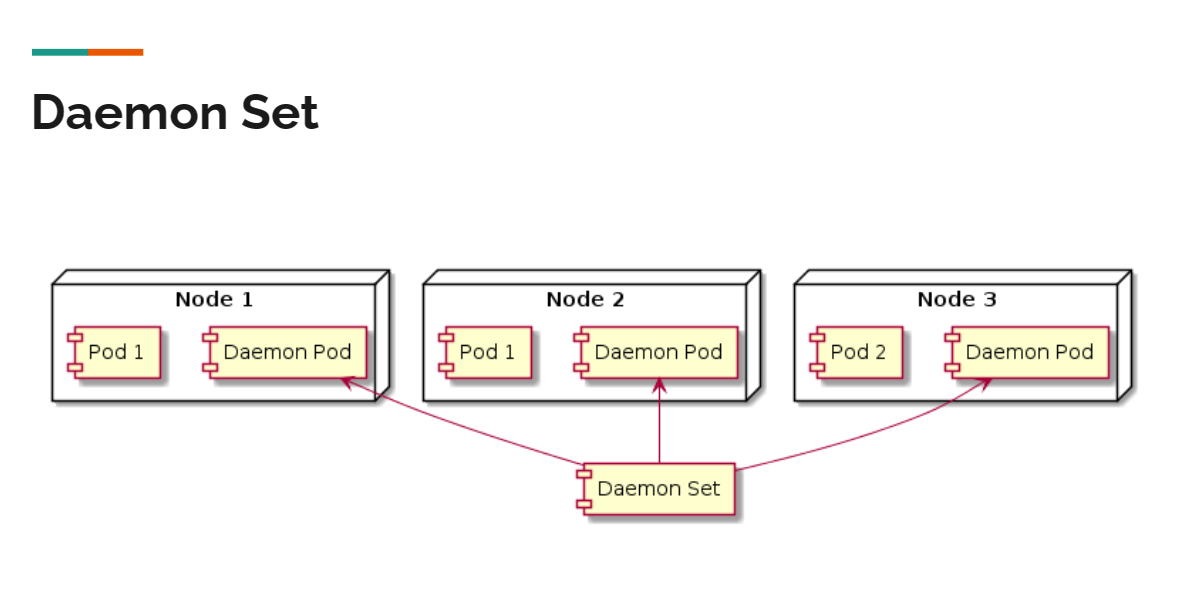 Daemon Set
Node 1
Pod 1
Daemon Pod
Node 2
Pod 1
Daemon Pod
Node 3
Pod 2
Daemon Pod
Daemon Set